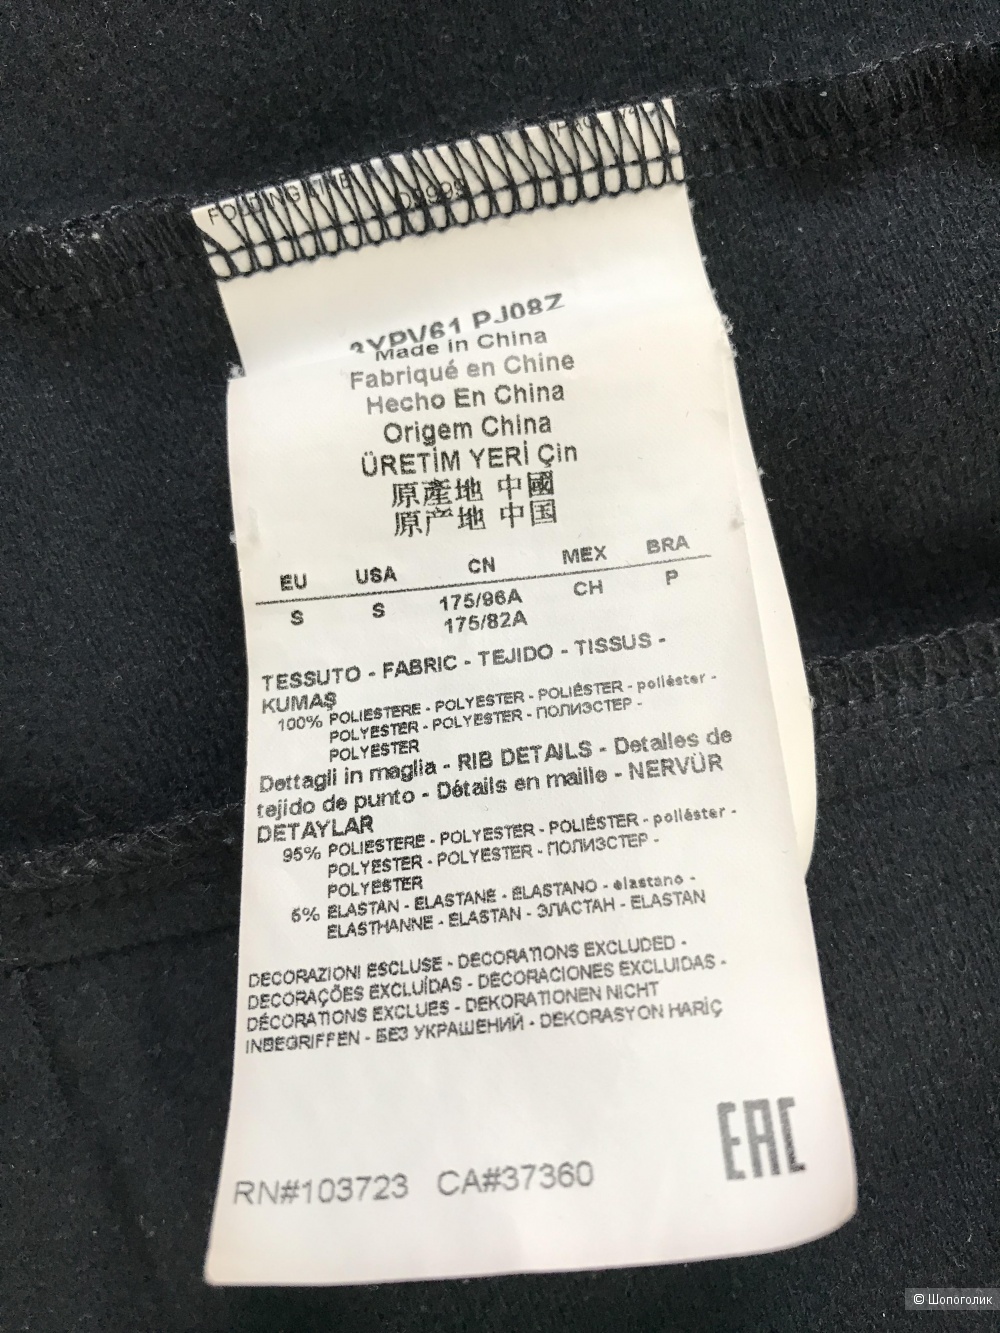 FOLDING LINE
3YPV61 PJ08Z
Made in China
Fabriqué en Chine
Hecho En China
Origem China
ÜRETİM YERİ Çin
原產地 中國
原产地 中国
EU USA CN MEX BRA
S S 175/96A CH P
175/82A
TESSUTO - FABRIC - TEJIDO - TISSUS -
KUMAŞ
100% POLIESTERE - POLYESTER - POLIÉSTER - poliéster -
POLYESTER - POLYESTER - ПОЛИЭСТЕР -
POLYESTER
Dettagli in maglia - RIB DETAILS - Detalles de
tejido de punto - Détails en maille - NERVÜR
DETAYLAR
95% POLIESTERE - POLYESTER - POLIÉSTER - poliéster -
POLYESTER - POLYESTER - ПОЛИЭСТЕР -
POLYESTER
5% ELASTAN - ELASTANE - ELASTANO - elastano -
ELASTHANNE - ELASTAN - ЭЛАСТАН - ELASTAN
DECORAZIONI ESCLUSE - DECORATIONS EXCLUDED -
DECORAÇÕES EXCLUÍDAS - DECORACIONES EXCLUIDAS -
DÉCORATIONS EXCLUES - DEKORATIONEN NICHT
INBEGRIFFEN - БЕЗ УКРАШЕНИЙ - DEKORASYON HARİÇ
EAC
RN#103723 CA#37360
© Шопоголик